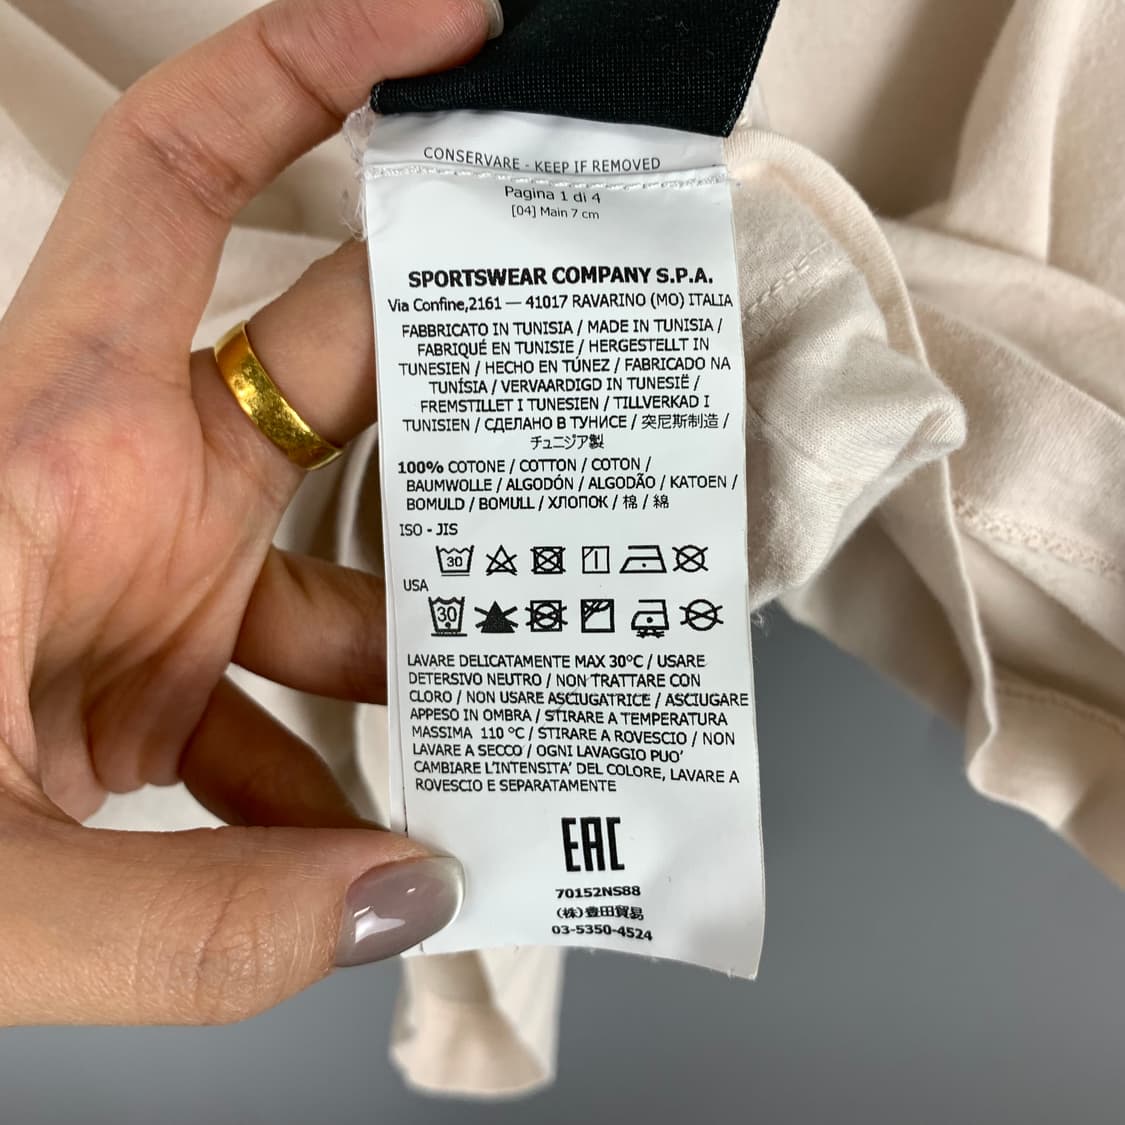 CONSERVARE - KEEP IF REMOVED
Pagina 1 di 4
[04] Main 7 cm
SPORTSWEAR COMPANY S.P.A.
Via Confine,2161 — 41017 RAVARINO (MO) ITALIA
FABBRICATO IN TUNISIA / MADE IN TUNISIA /
FABRIQUÉ EN TUNISIE / HERGESTELLT IN
TUNESIEN / HECHO EN TÚNEZ / FABRICADO NA
TUNÍSIA / VERVAARDIGD IN TUNESIË /
FREMSTILLET I TUNESIEN / TILLVERKAD I
TUNISIEN / СДЕЛАНО В ТУНИСЕ / 突尼斯制造 /
チュニジア製
100% COTONE / COTTON / COTON /
BAUMWOLLE / ALGODÓN / ALGODÃO / KATOEN /
BOMULD / BOMULL / ХЛОПОК / 棉 / 綿
ISO - JIS
30
USA
30
LAVARE DELICATAMENTE MAX 30°C / USARE
DETERSIVO NEUTRO / NON TRATTARE CON
CLORO / NON USARE ASCIUGATRICE / ASCIUGARE
APPESO IN OMBRA / STIRARE A TEMPERATURA
MASSIMA 110 °C / STIRARE A ROVESCIO / NON
LAVARE A SECCO / OGNI LAVAGGIO PUO'
CAMBIARE L'INTENSITA' DEL COLORE, LAVARE A
ROVESCIO E SEPARATAMENTE
EAC
70152NS88
(株)豊田貿易
03-5350-4524